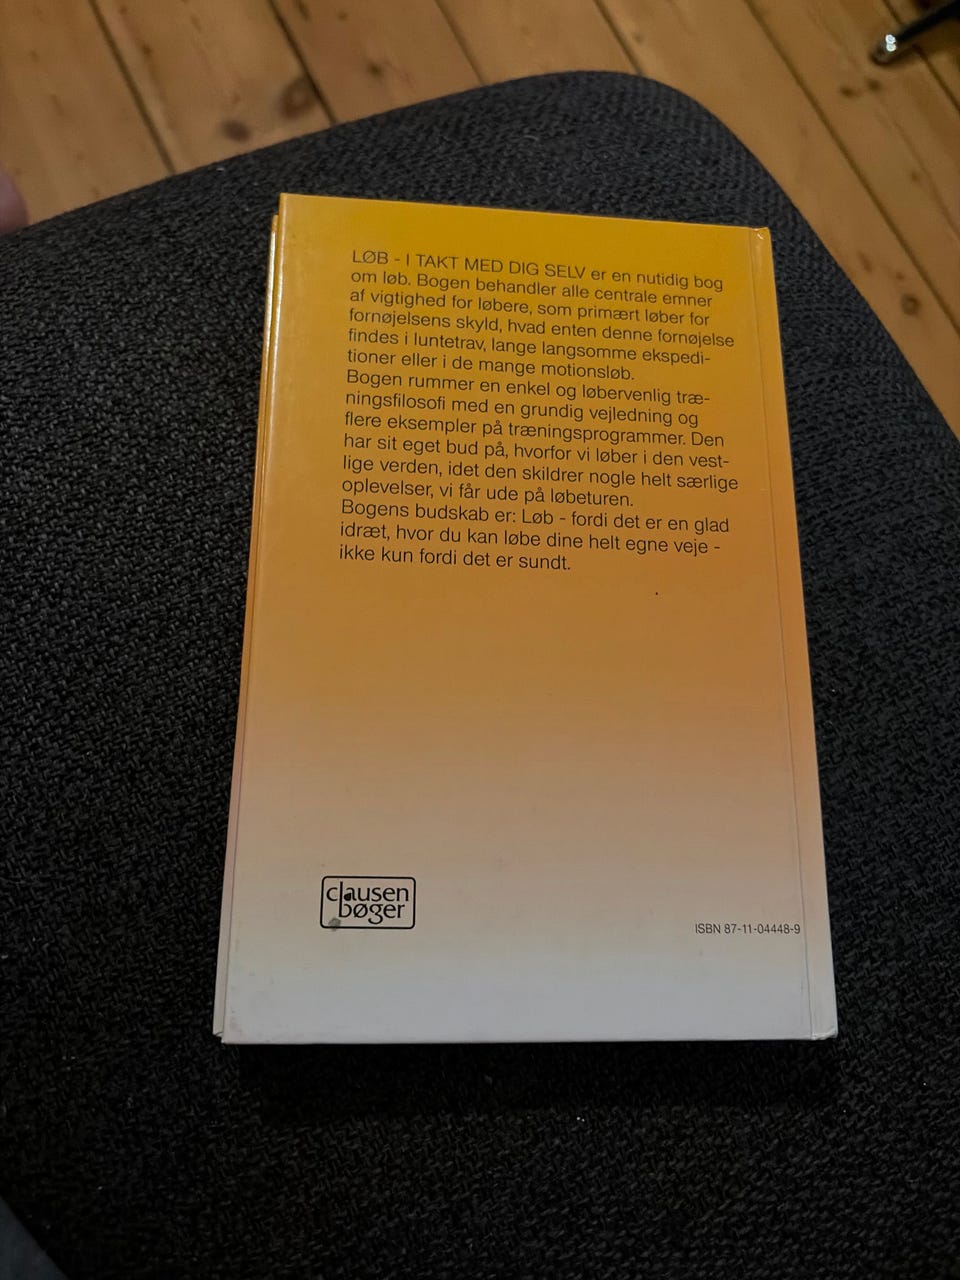 LØB - I TAKT MED DIG SELV er en nutidig bog
om løb. Bogen behandler alle centrale emner
af vigtighed for løbere, som primært løber for
fornøjelsens skyld, hvad enten denne fornøjelse
findes i luntetrav, lange langsomme ekspedi-
tioner eller i de mange motionsløb.
Bogen rummer en enkel og løbervenlig træ-
ningsfilosofi med en grundig vejledning og
flere eksempler på træningsprogrammer. Den
har sit eget bud på, hvorfor vi løber i den vest-
lige verden, idet den skildrer nogle helt særlige
oplevelser, vi får ude på løbeturen.
Bogens budskab er: Løb - fordi det er en glad
idræt, hvor du kan løbe dine helt egne veje -
ikke kun fordi det er sundt.
clausen
bøger
ISBN 87-11-04448-9